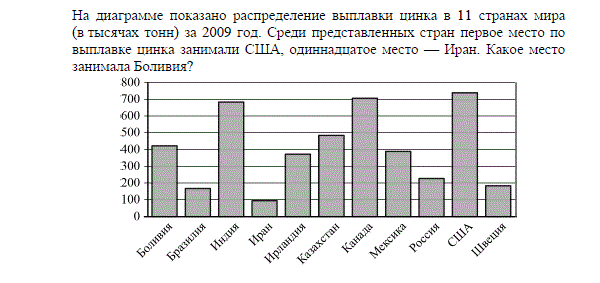 На диаграмме показано распределение выплавки цинка в 11 странах мира
(в тысячах тонн) за 2009 год. Среди представленных стран первое место по
выплавке цинка занимали США, одиннадцатое место — Иран. Какое место
занимала Боливия?
800
700
600
500
400
300
200
100
0
Боливия
Бразилия
Индия
Иран
Ирландия
Казахстан
Канада
Мексика
Россия
США
Швеция